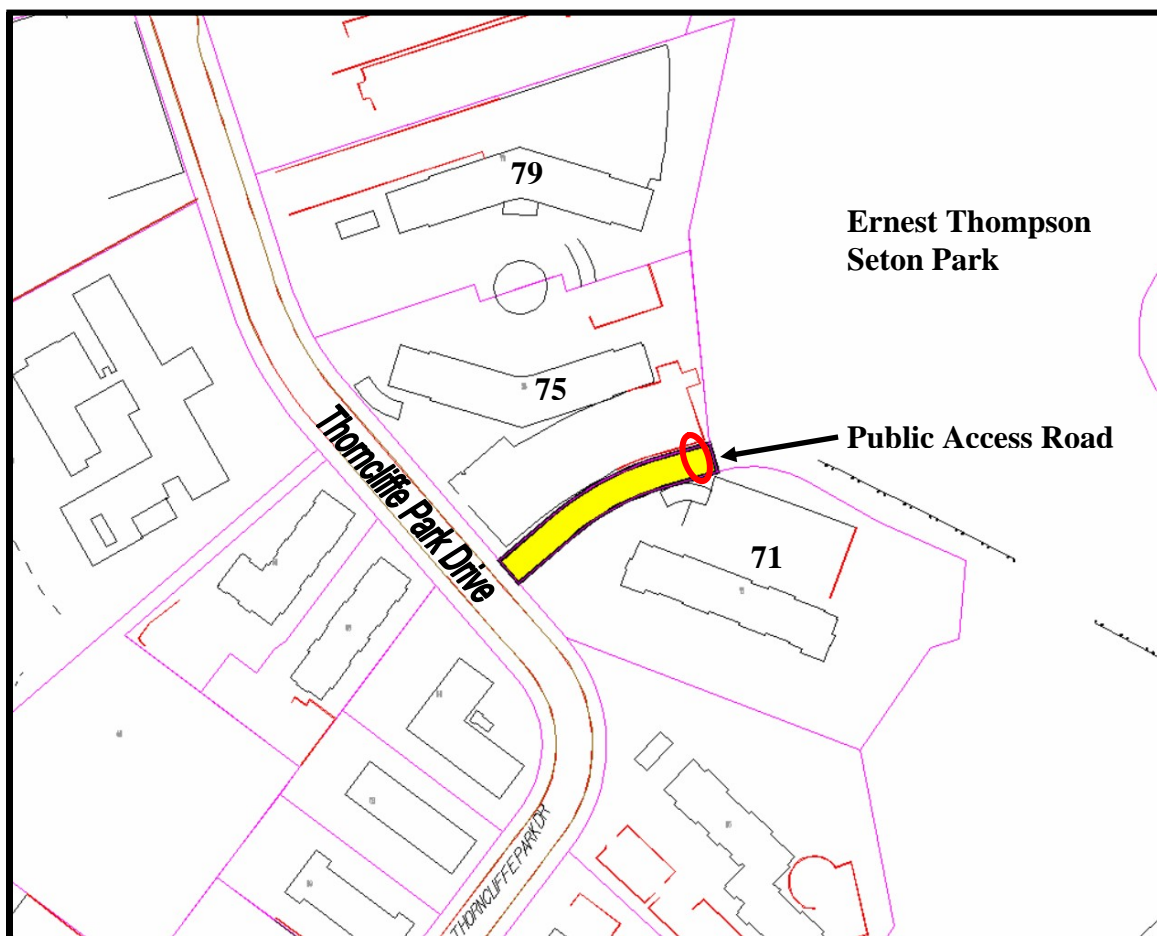 79
Ernest Thompson
Seton Park
75
Thorncliffe Park Drive
Public Access Road
71
THORNCLIFFE PARK DR